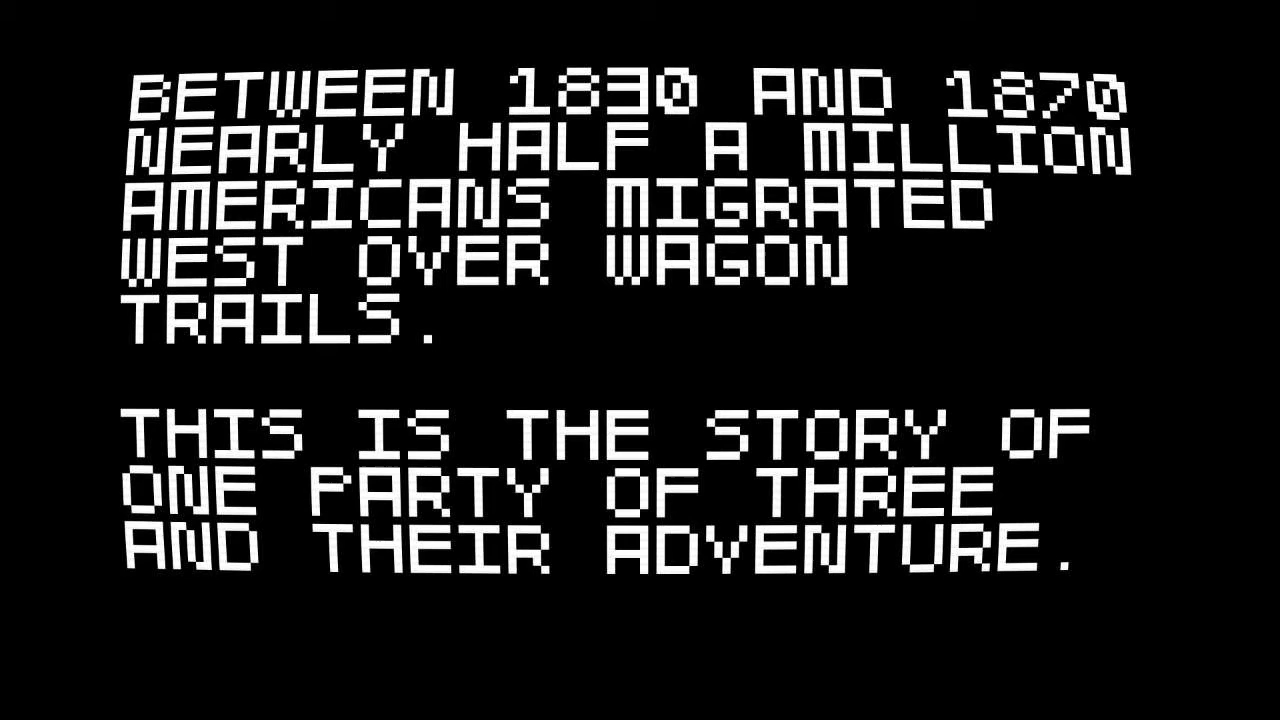 BETWEEN 1830 AND 1870
NEARLY HALF A MILLION
AMERICANS MIGRATED
WEST OVER WAGON
TRAILS.
THIS IS THE STORY OF
ONE PARTY OF THREE
AND THEIR ADVENTURE.